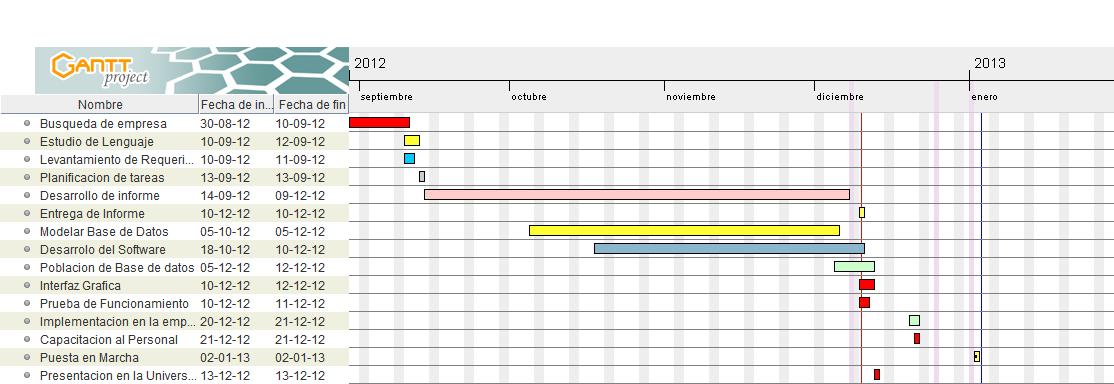 GANTT
project
2012
2013
septiembre
octubre
noviembre
diciembre
enero
Nombre Fecha de in... Fecha de fin
Busqueda de empresa 30-08-12 10-09-12
Estudio de Lenguaje 10-09-12 12-09-12
Levantamiento de Requeri... 10-09-12 11-09-12
Planificacion de tareas 13-09-12 13-09-12
Desarrollo de informe 14-09-12 09-12-12
Entrega de Informe 10-12-12 10-12-12
Modelar Base de Datos 05-10-12 05-12-12
Desarrolo del Software 18-10-12 10-12-12
Poblacion de Base de datos 05-12-12 12-12-12
Interfaz Grafica 10-12-12 12-12-12
Prueba de Funcionamiento 10-12-12 11-12-12
Implementacion en la emp... 20-12-12 21-12-12
Capacitacion al Personal 21-12-12 21-12-12
Puesta en Marcha 02-01-13 02-01-13
Presentacion en la Univers... 13-12-12 13-12-12